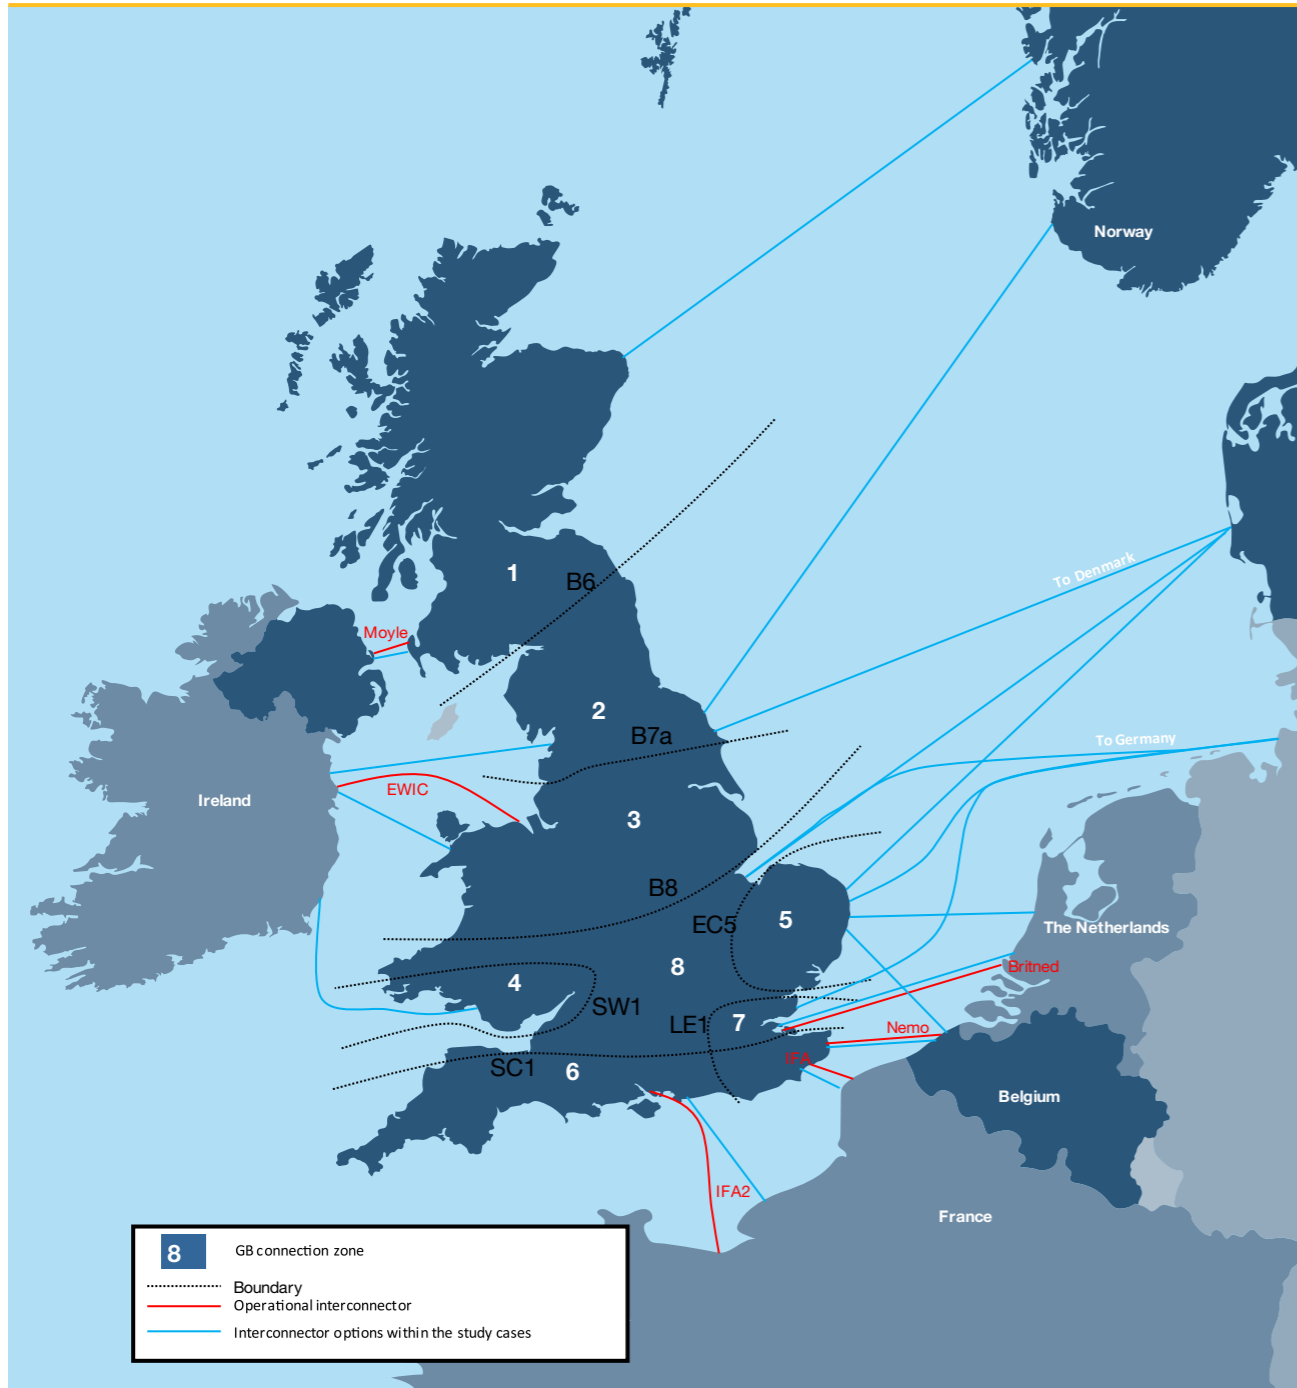 Norway
To Denmark
1
B6
Moyle
2
B7a
To Germany
EWIC
Ireland
3
B8
EC5
5
The Netherlands
Britned
8
4
SW1
LE1
7
Nemo
IFA
SC1
6
Belgium
IFA2
France
8 GB connection zone
Boundary
Operational interconnector
Interconnector options within the study cases